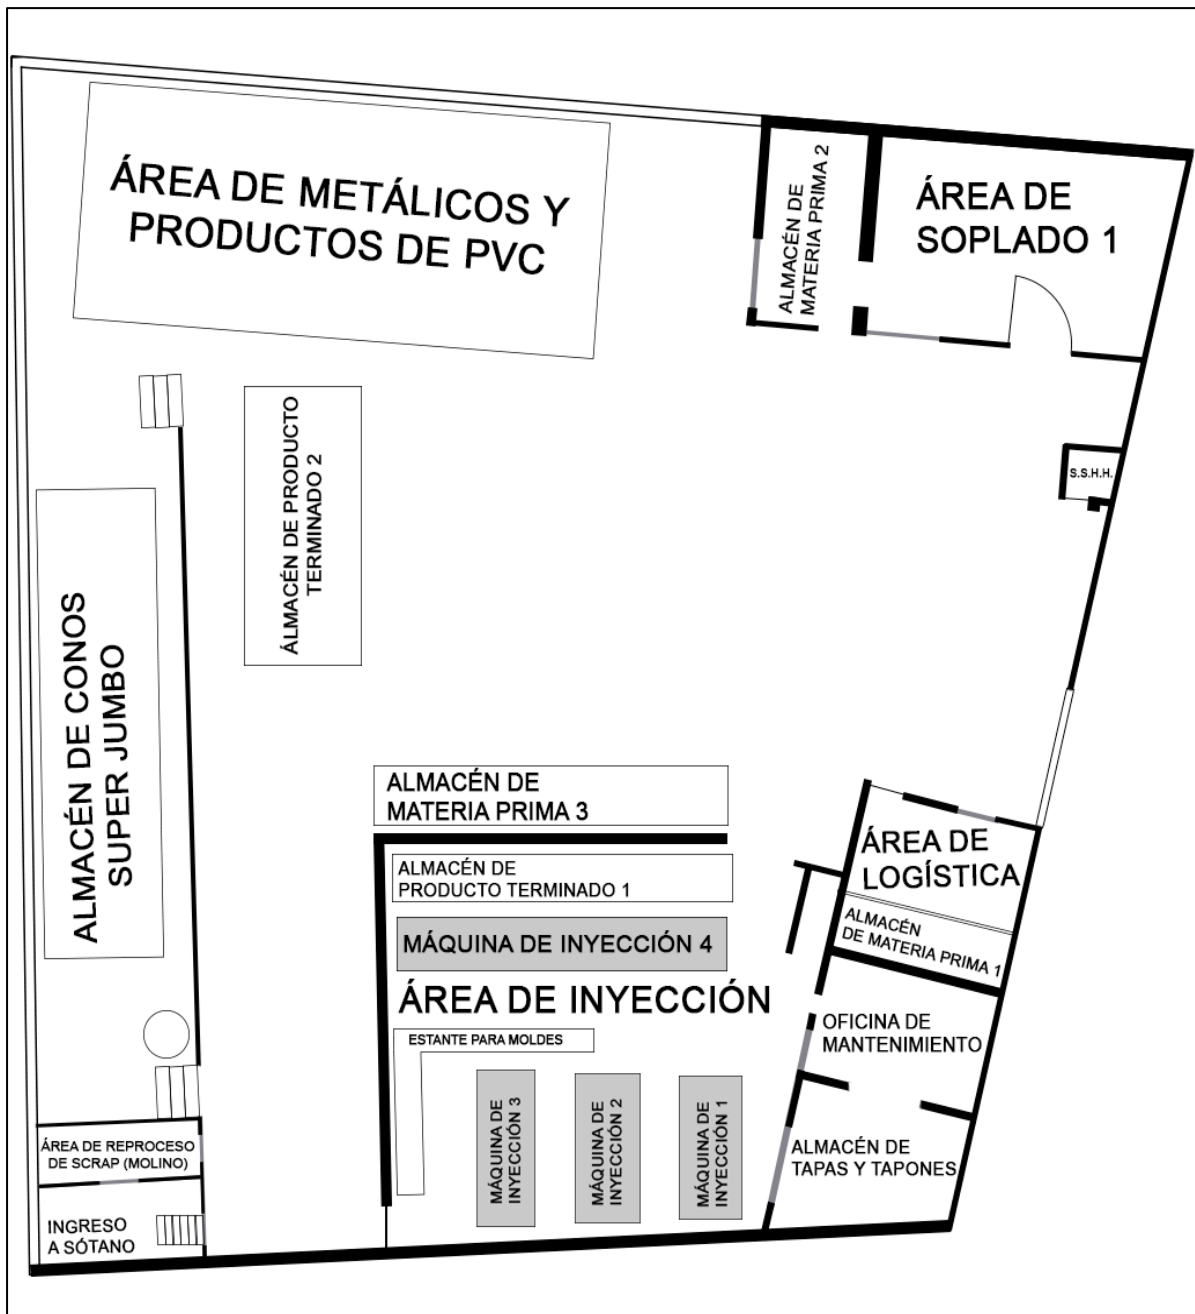 ÁREA DE METÁLICOS Y
PRODUCTOS DE PVC
ALMACÉN DE
MATERIA PRIMA 2
ÁREA DE
SOPLADO 1
ÁLMACÉN DE PRODUCTO
TERMINADO 2
S.S.H.H.
ALMACÉN DE CONOS
SUPER JUMBO
ALMACÉN DE
MATERIA PRIMA 3
ALMACÉN DE
PRODUCTO TERMINADO 1
ÁREA DE
LOGÍSTICA
ALMACÉN
DE MATERIA PRIMA 1
MÁQUINA DE INYECCIÓN 4
ÁREA DE INYECCIÓN
ESTANTE PARA MOLDES
OFICINA DE
MANTENIMIENTO
MÁQUINA DE
INYECCIÓN 3
MÁQUINA DE
INYECCIÓN 2
MÁQUINA DE
INYECCIÓN 1
ALMACÉN DE
TAPAS Y TAPONES
ÁREA DE REPROCESO
DE SCRAP (MOLINO)
INGRESO
A SÓTANO